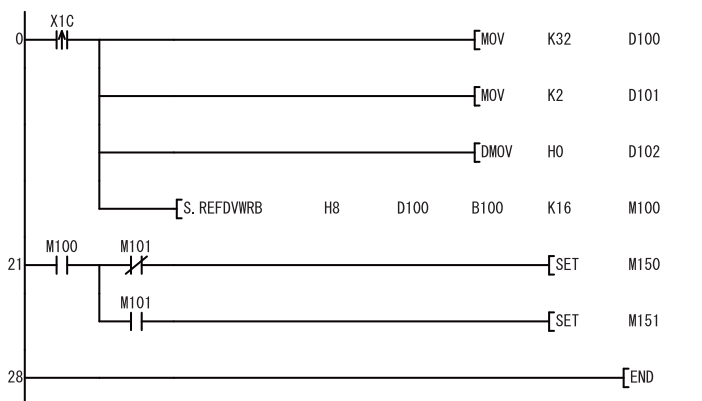 X1C
0 MOV K32 D100
MOV K2 D101
DMOV H0 D102
S.REFDVWRB H8 D100 B100 K16 M100
M100 M101
21 SET M150
M101
SET M151
28 END